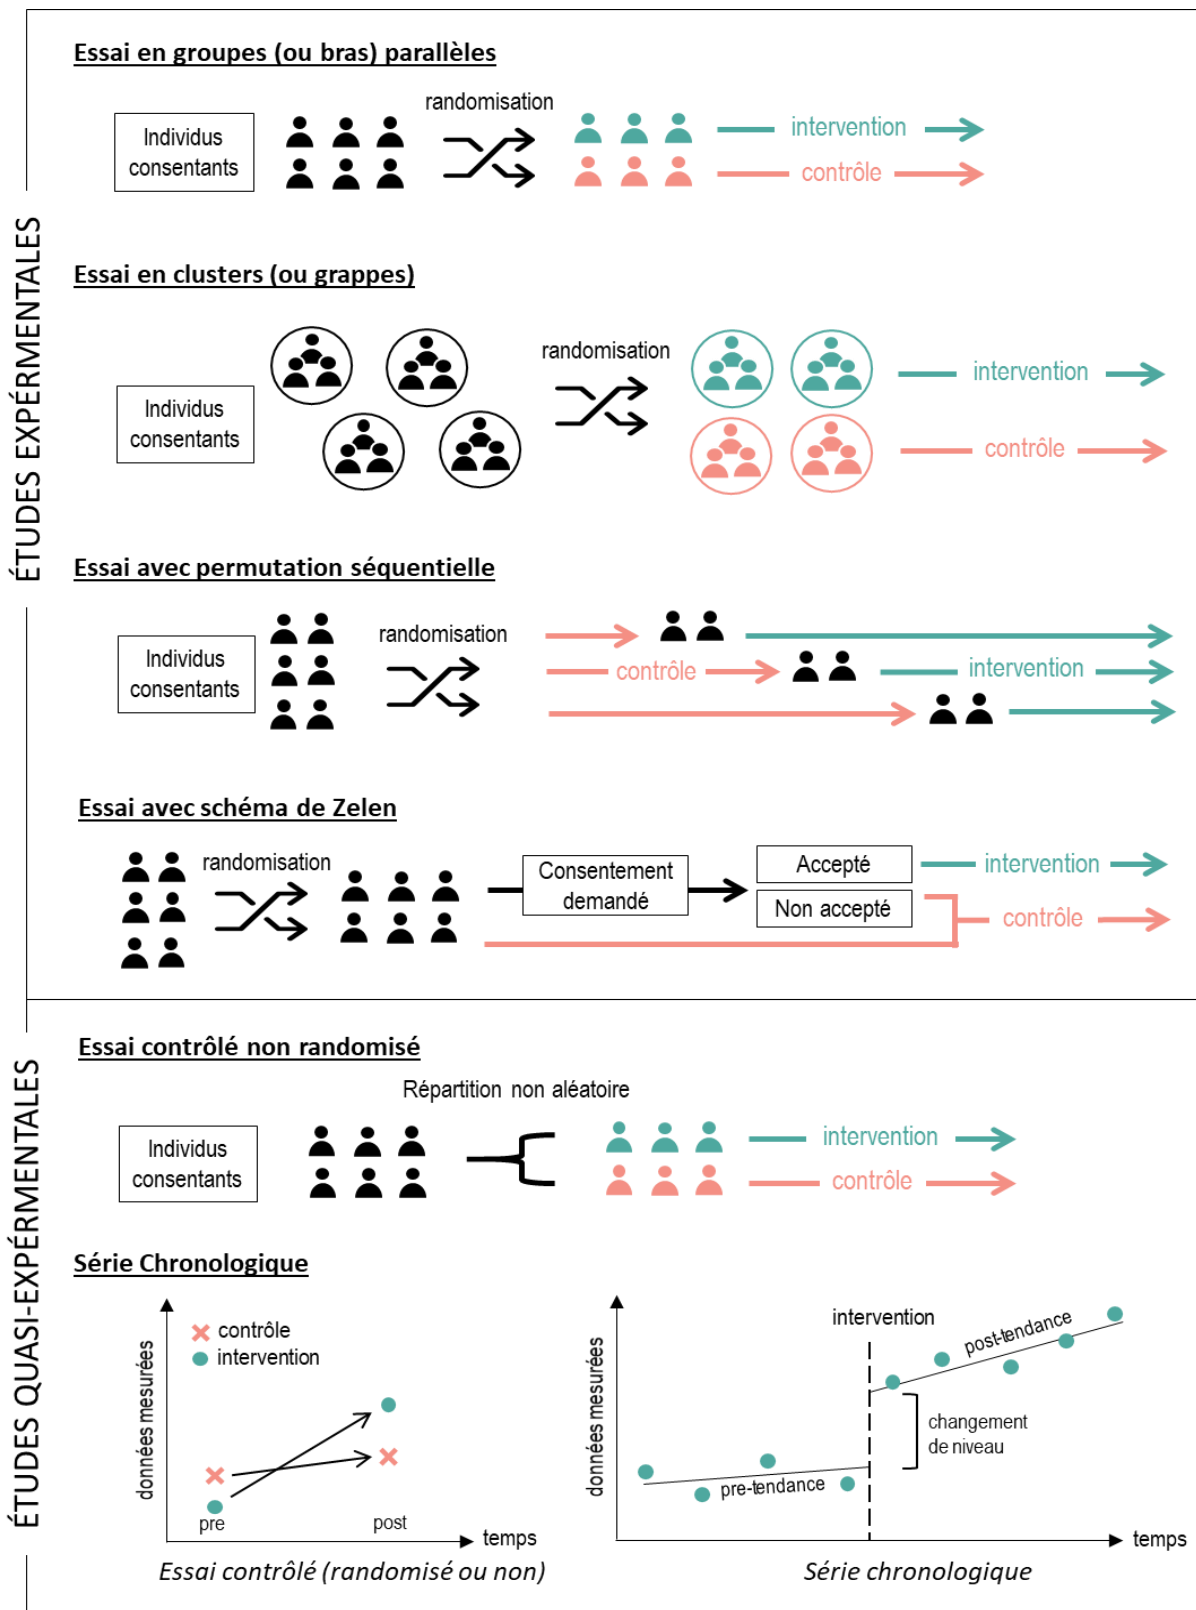 ÉTUDES EXPÉRMENTALES
Essai en groupes (ou bras) parallèles
randomisation
Individus
consentants
intervention
contrôle
Essai en clusters (ou grappes)
randomisation
Individus
consentants
intervention
contrôle
Essai avec permutation séquentielle
Individus
consentants
randomisation
contrôle
intervention
Essai avec schéma de Zelen
randomisation
Consentement
demandé
Accepté
Non accepté
intervention
contrôle
ÉTUDES QUASI-EXPÉRMENTALES
Essai contrôlé non randomisé
Répartition non aléatoire
Individus
consentants
intervention
contrôle
Série Chronologique
données mesurées
contrôle
intervention
pre
post
temps
Essai contrôlé (randomisé ou non)
données mesurées
intervention
post-tendance
changement
de niveau
pre-tendance
temps
Série chronologique